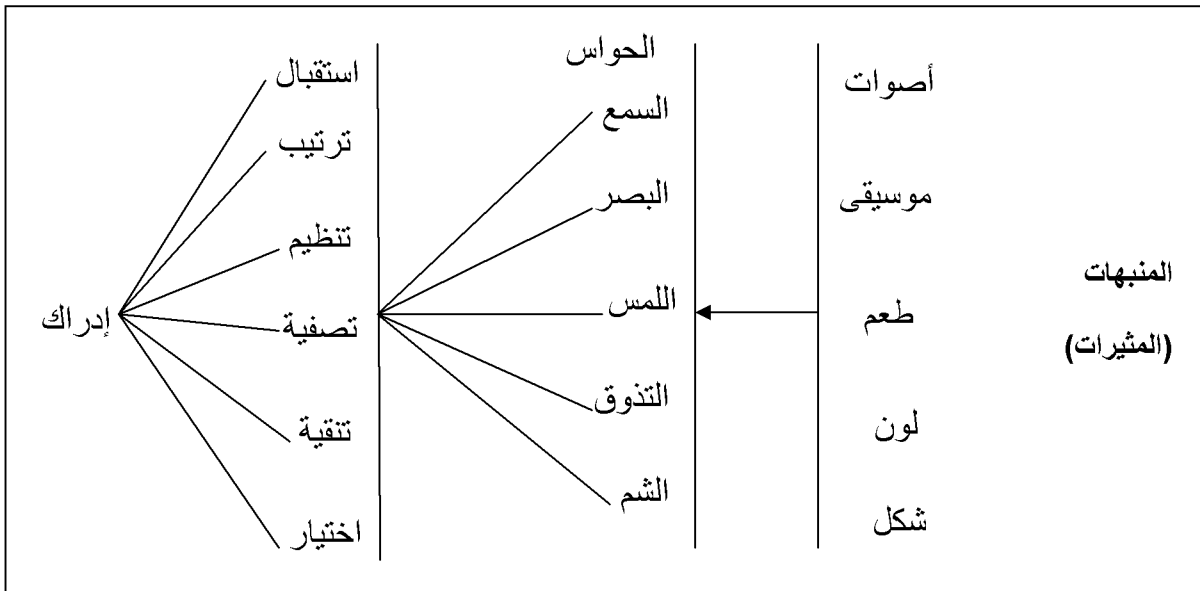 المنبهات
(المثيرات)
أصوات
موسيقى
طعم
لون
شكل
الحواس
السمع
البصر
اللمس
التذوق
الشم
استقبال
ترتيب
تنظيم
تصفية
تنقية
اختيار
إدراك